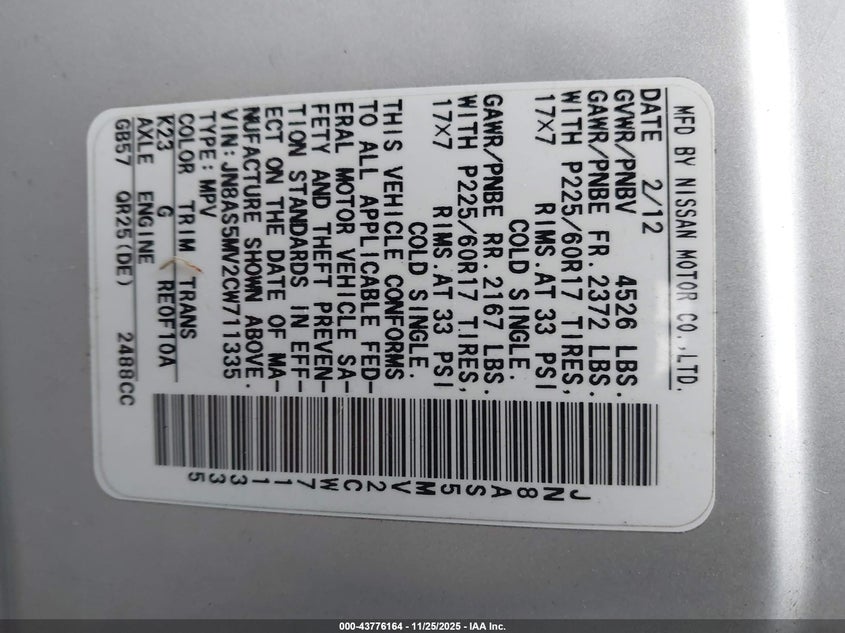 MFD BY NISSAN MOTOR CO.,LTD.
DATE 2/12
GVWR/PNBV 4526 LBS.
GAWR/PNBE FR. 2372 LBS.
WITH P225/60R17 TIRES,
17X7 RIMS.AT 33 PSI
COLD SINGLE.
GAWR/PNBE RR. 2167 LBS.
WITH P225/60R17 TIRES,
17X7 RIMS.AT 33 PSI
COLD SINGLE.
THIS VEHICLE CONFORMS
TO ALL APPLICABLE FED-
ERAL MOTOR VEHICLE SA-
FETY AND THEFT PREVEN-
TION STANDARDS IN EFF-
ECT ON THE DATE OF MA-
NUFACTURE SHOWN ABOVE.
VIN:JN8AS5MV2CW711335
TYPE:MPV
COLOR TRIM TRANS
K23 G RE0F10A
AXLE ENGINE
GB57 QR25(DE) 2488CC
JN8AS5MV2CW711335
000-43776164 — 11/25/2025 — IAA Inc.